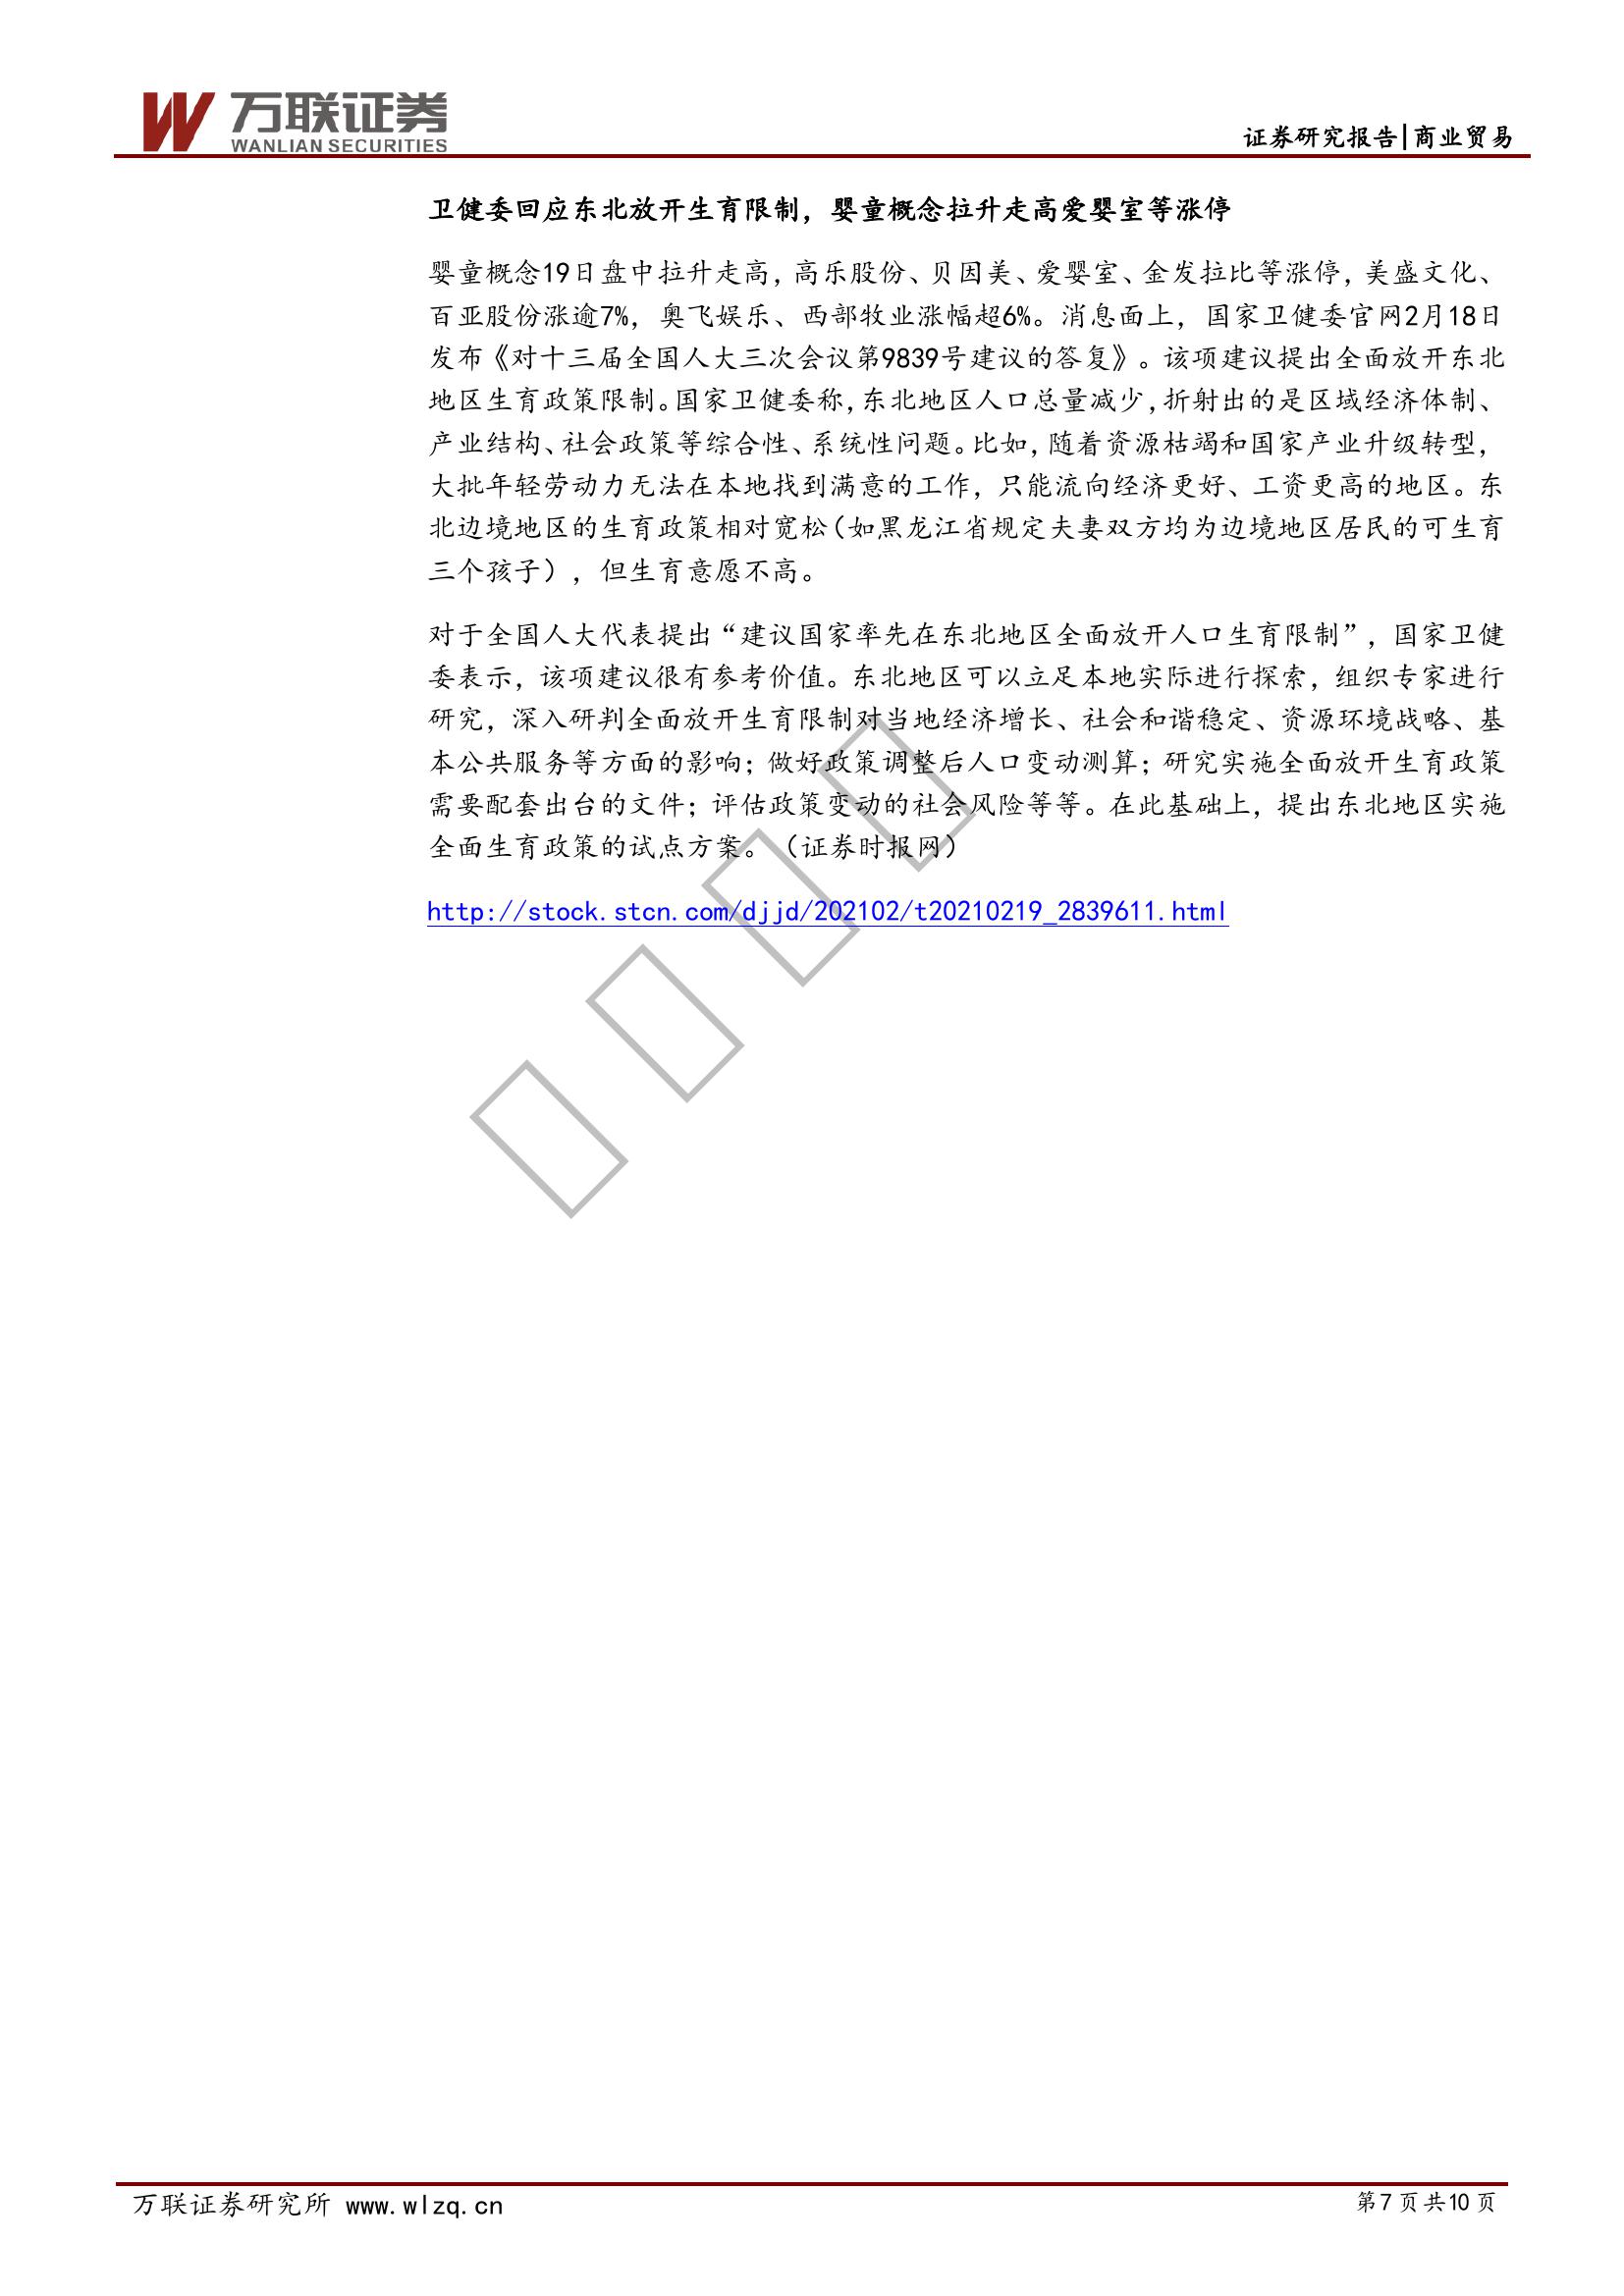 万联证券
WANLIAN SECURITIES
证券研究报告|商业贸易
卫健委回应东北放开生育限制，婴童概念拉升走高爱婴室等涨停
婴童概念19日盘中拉升走高，高乐股份、贝因美、爱婴室、金发拉比等涨停，美盛文化、
百亚股份涨逾7%，奥飞娱乐、西部牧业涨幅超6%。消息面上，国家卫健委官网2月18日
发布《对十三届全国人大三次会议第9839号建议的答复》。该项建议提出全面放开东北
地区生育政策限制。国家卫健委称，东北地区人口总量减少，折射出的是区域经济体制、
产业结构、社会政策等综合性、系统性问题。比如，随着资源枯竭和国家产业升级转型，
大批年轻劳动力无法在本地找到满意的工作，只能流向经济更好、工资更高的地区。东
北边境地区的生育政策相对宽松（如黑龙江省规定夫妻双方均为边境地区居民的可生育
三个孩子），但生育意愿不高。
对于全国人大代表提出“建议国家率先在东北地区全面放开人口生育限制”，国家卫健
委表示，该项建议很有参考价值。东北地区可以立足本地实际进行探索，组织专家进行
研究，深入研判全面放开生育限制对当地经济增长、社会和谐稳定、资源环境战略、基
本公共服务等方面的影响；做好政策调整后人口变动测算；研究实施全面放开生育政策
需要配套出台的文件；评估政策变动的社会风险等等。在此基础上，提出东北地区实施
全面生育政策的试点方案。（证券时报网）
http://stock.stcn.com/djjd/202102/t20210219_2839611.html
万联证券研究所 www.wlzq.cn
第7页共10页